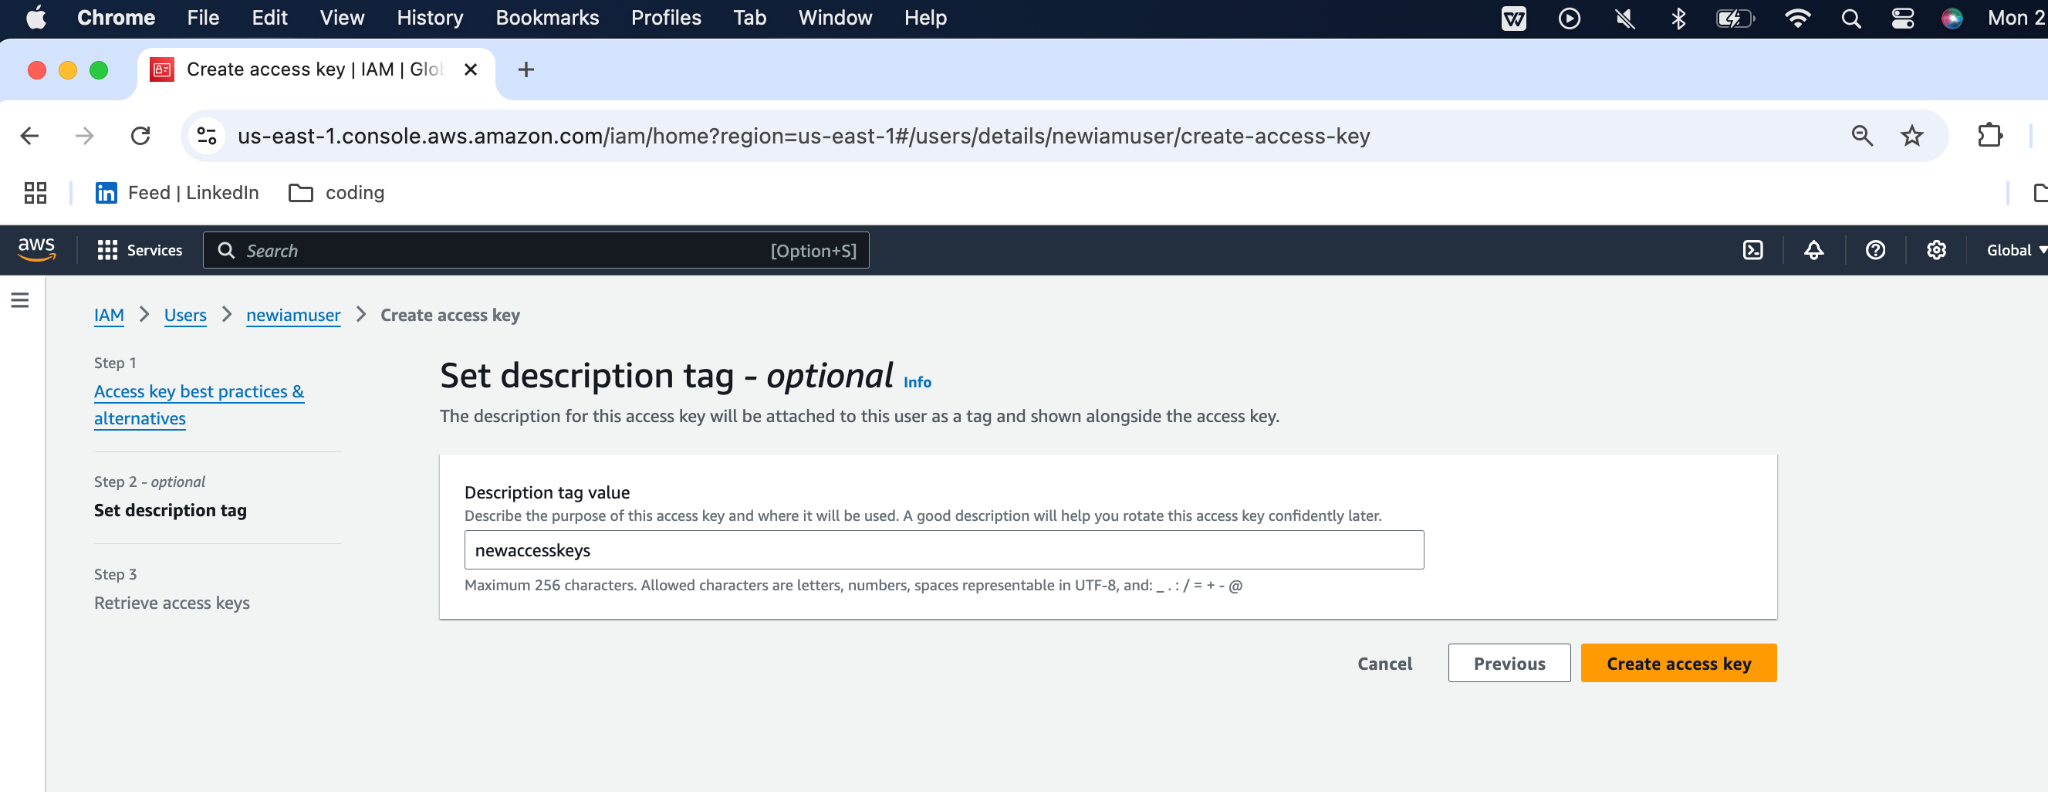 Chrome File Edit View History Bookmarks Profiles Tab Window Help Mon 2
Create access key | IAM | Glo
us-east-1.console.aws.amazon.com/iam/home?region=us-east-1#/users/details/newiamuser/create-access-key
Feed | LinkedIn coding
aws Services Search [Option+S] Global
IAM > Users > newiamuser > Create access key
Step 1
Access key best practices &
alternatives
Step 2 - optional
Set description tag
Step 3
Retrieve access keys
Set description tag - optional Info
The description for this access key will be attached to this user as a tag and shown alongside the access key.
Description tag value
Describe the purpose of this access key and where it will be used. A good description will help you rotate this access key confidently later.
newaccesskeys
Maximum 256 characters. Allowed characters are letters, numbers, spaces representable in UTF-8, and: _ . : / = + - @
Cancel Previous Create access key